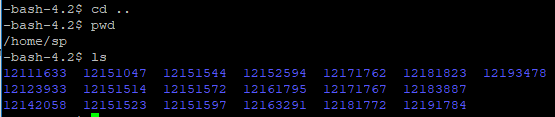 -bash-4.2$ cd ..
-bash-4.2$ pwd
/home/sp
-bash-4.2$ ls
12111633  12151047  12151544  12152594  12171762  12181823  12193478
12123933  12151514  12151572  12161795  12171767  12183887
12142058  12151523  12151597  12163291  12181772  12191784